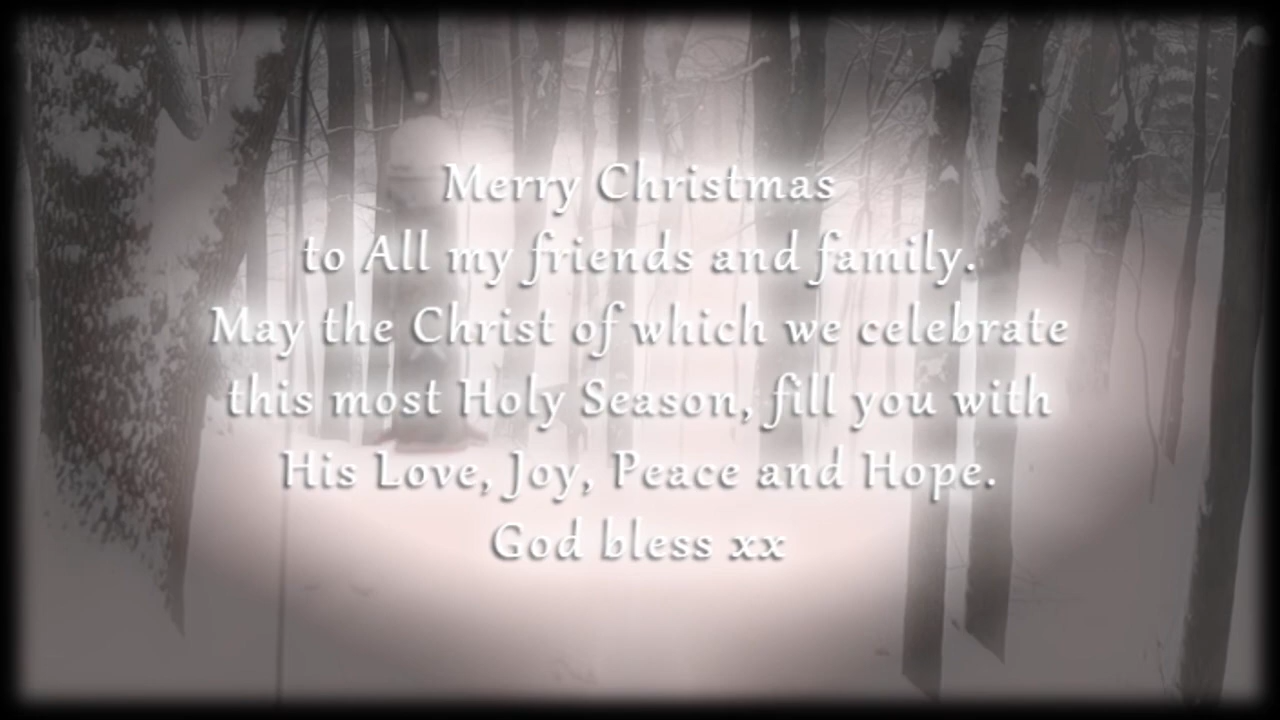 Merry Christmas
to All my friends and family.
May the Christ of which we celebrate
this most Holy Season, fill you with
His Love, Joy, Peace and Hope.
God bless xx